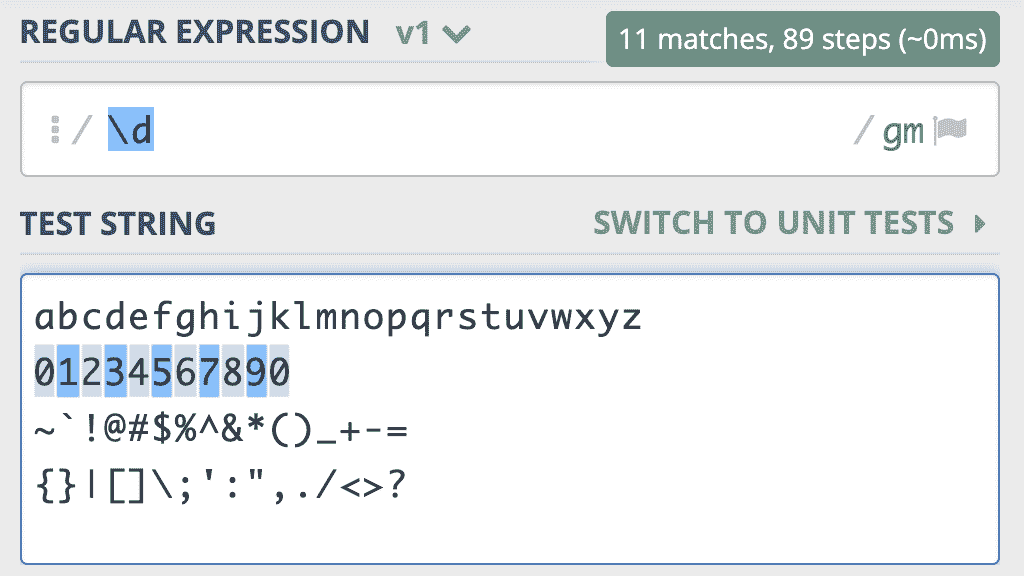 REGULAR EXPRESSION v1 11 matches, 89 steps (~0ms)
/ \d / gm
TEST STRING SWITCH TO UNIT TESTS
abcdefghijklmnopqrstuvwxyz
01234567890
~`!@#$%^&*()_+-=
{}|[]\;':",./<>?